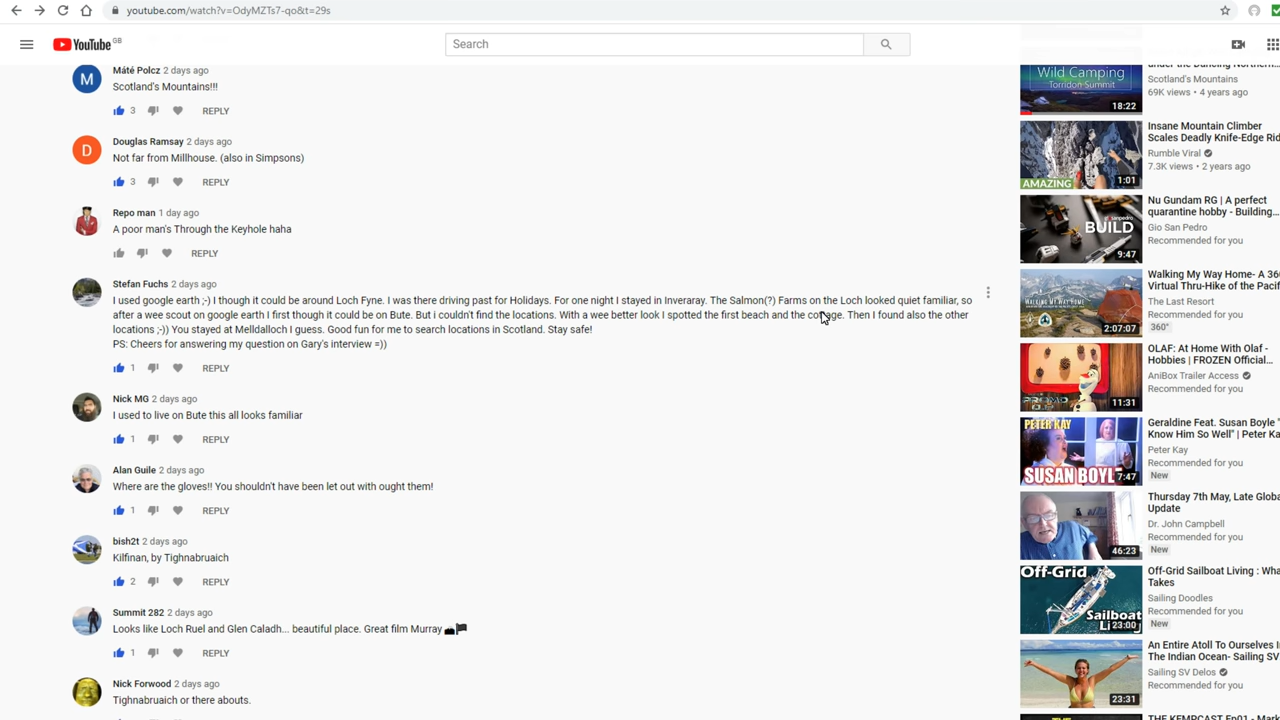 youtube.com/watch?v=OdyMZTs7-qo&t=29s
YouTube GB
Search
Máté Polcz 2 days ago
Scotland's Mountains!!!
3 REPLY
Douglas Ramsay 2 days ago
Not far from Millhouse. (also in Simpsons)
3 REPLY
Repo man 1 day ago
A poor man's Through the Keyhole haha
REPLY
Stefan Fuchs 2 days ago
I used google earth ;-) I though it could be around Loch Fyne. I was there driving past for Holidays. For one night I stayed in Inveraray. The Salmon(?) Farms on the Loch looked quiet familiar, so
after a wee scout on google earth I first though it could be on Bute. But i couldn't find the locations. With a wee better look I spotted the first beach and the cottage. Then I found also the other
locations ;-)) You stayed at Melldalloch I guess. Good fun for me to search locations in Scotland. Stay safe!
PS: Cheers for answering my question on Gary's interview =))
1 REPLY
Nick MG 2 days ago
I used to live on Bute this all looks familiar
1 REPLY
Alan Guile 2 days ago
Where are the gloves!! You shouldn't have been let out with ought them!
1 REPLY
bish2t 2 days ago
Kilfinan, by Tighnabruaich
2 REPLY
Summit 282 2 days ago
Looks like Loch Ruel and Glen Caladh... beautiful place. Great film Murray
1 REPLY
Nick Forwood 2 days ago
Tighnabruaich or there abouts.
Wild Camping
Torridon Summit
18:22
Scotland's Mountains
69K views • 4 years ago
AMAZING
1:01
Insane Mountain Climber
Scales Deadly Knife-Edge
Rumble Viral
7.3K views • 2 years ago
sanpedro
BUILD
9:47
Nu Gundam RG | A perfect
quarantine hobby - Building...
Gio San Pedro
Recommended for you
WALKING MY WAY HOME
2:07:07
Walking My Way Home- A
Virtual Thru-Hike of the
The Last Resort
Recommended for you
360°
11:31
OLAF: At Home With Olaf -
Hobbies | FROZEN Official...
AniBox Trailer Access
Recommended for you
PETER KAY
SUSAN
7:47
Geraldine Feat. Susan Boyle "
Know Him So Well" | Peter
Peter Kay
Recommended for you
New
46:23
Thursday 7th May, Late
Update
Dr. John Campbell
Recommended for you
New
Off-Grid
Sailboat
23:00
Off-Grid Sailboat Living :
Takes
Sailing Doodles
Recommended for you
New
23:31
An Entire Atoll To Ourselves
The Indian Ocean- Sailing SV
Sailing SV Delos
Recommended for you